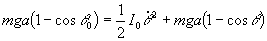 mga(1−cos θ₀) = 1/2 I₀ θ̇² + mga(1−cos θ)